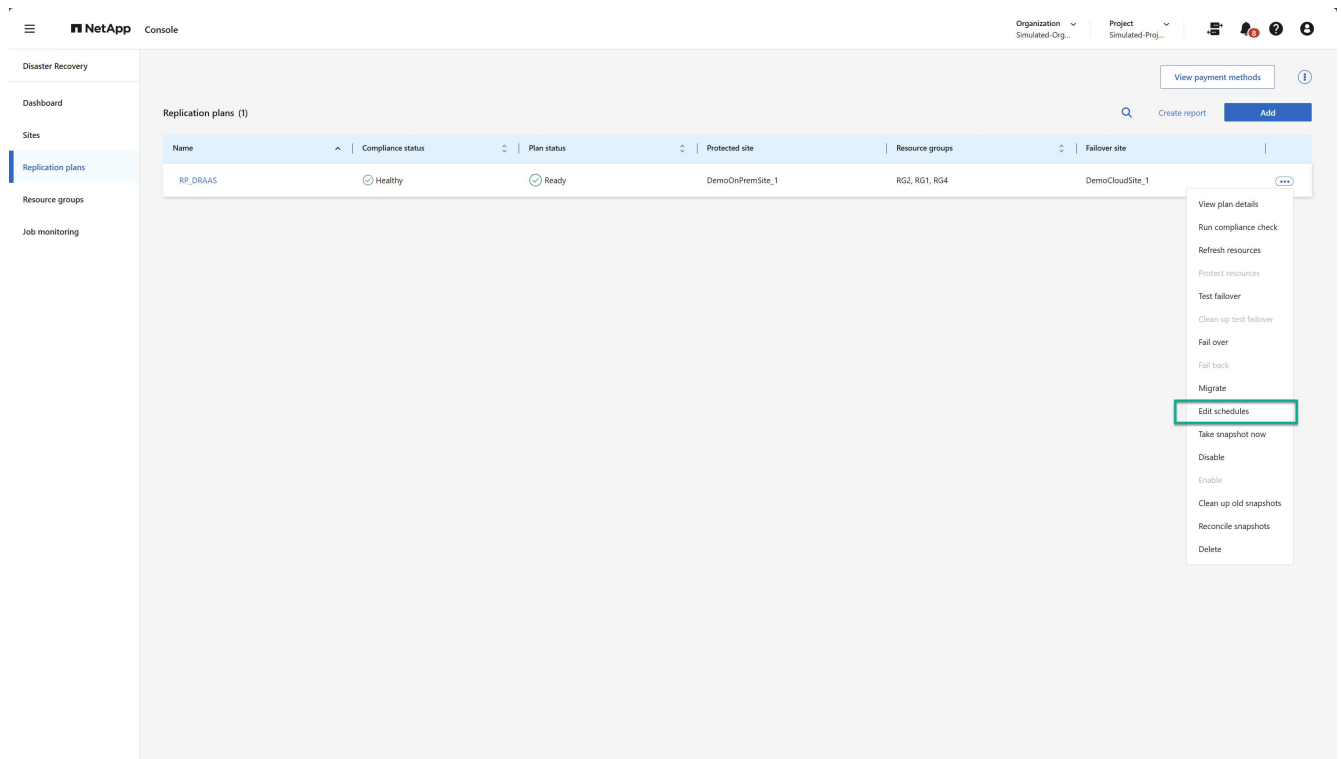 NetApp Console
Organization
Simulated-Org...
Project
Simulated-Proj...
8
Disaster Recovery
Dashboard
Sites
Replication plans
Resource groups
Job monitoring
View payment methods
Replication plans (1)
Create report
Add
Name Compliance status Plan status Protected site Resource groups Failover site
RP_DRAAS Healthy Ready DemoOnPremSite_1 RG2, RG1, RG4 DemoCloudSite_1
View plan details
Run compliance check
Refresh resources
Protect resources
Test failover
Clean up test failover
Fail over
Fail back
Migrate
Edit schedules
Take snapshot now
Disable
Enable
Clean up old snapshots
Reconcile snapshots
Delete